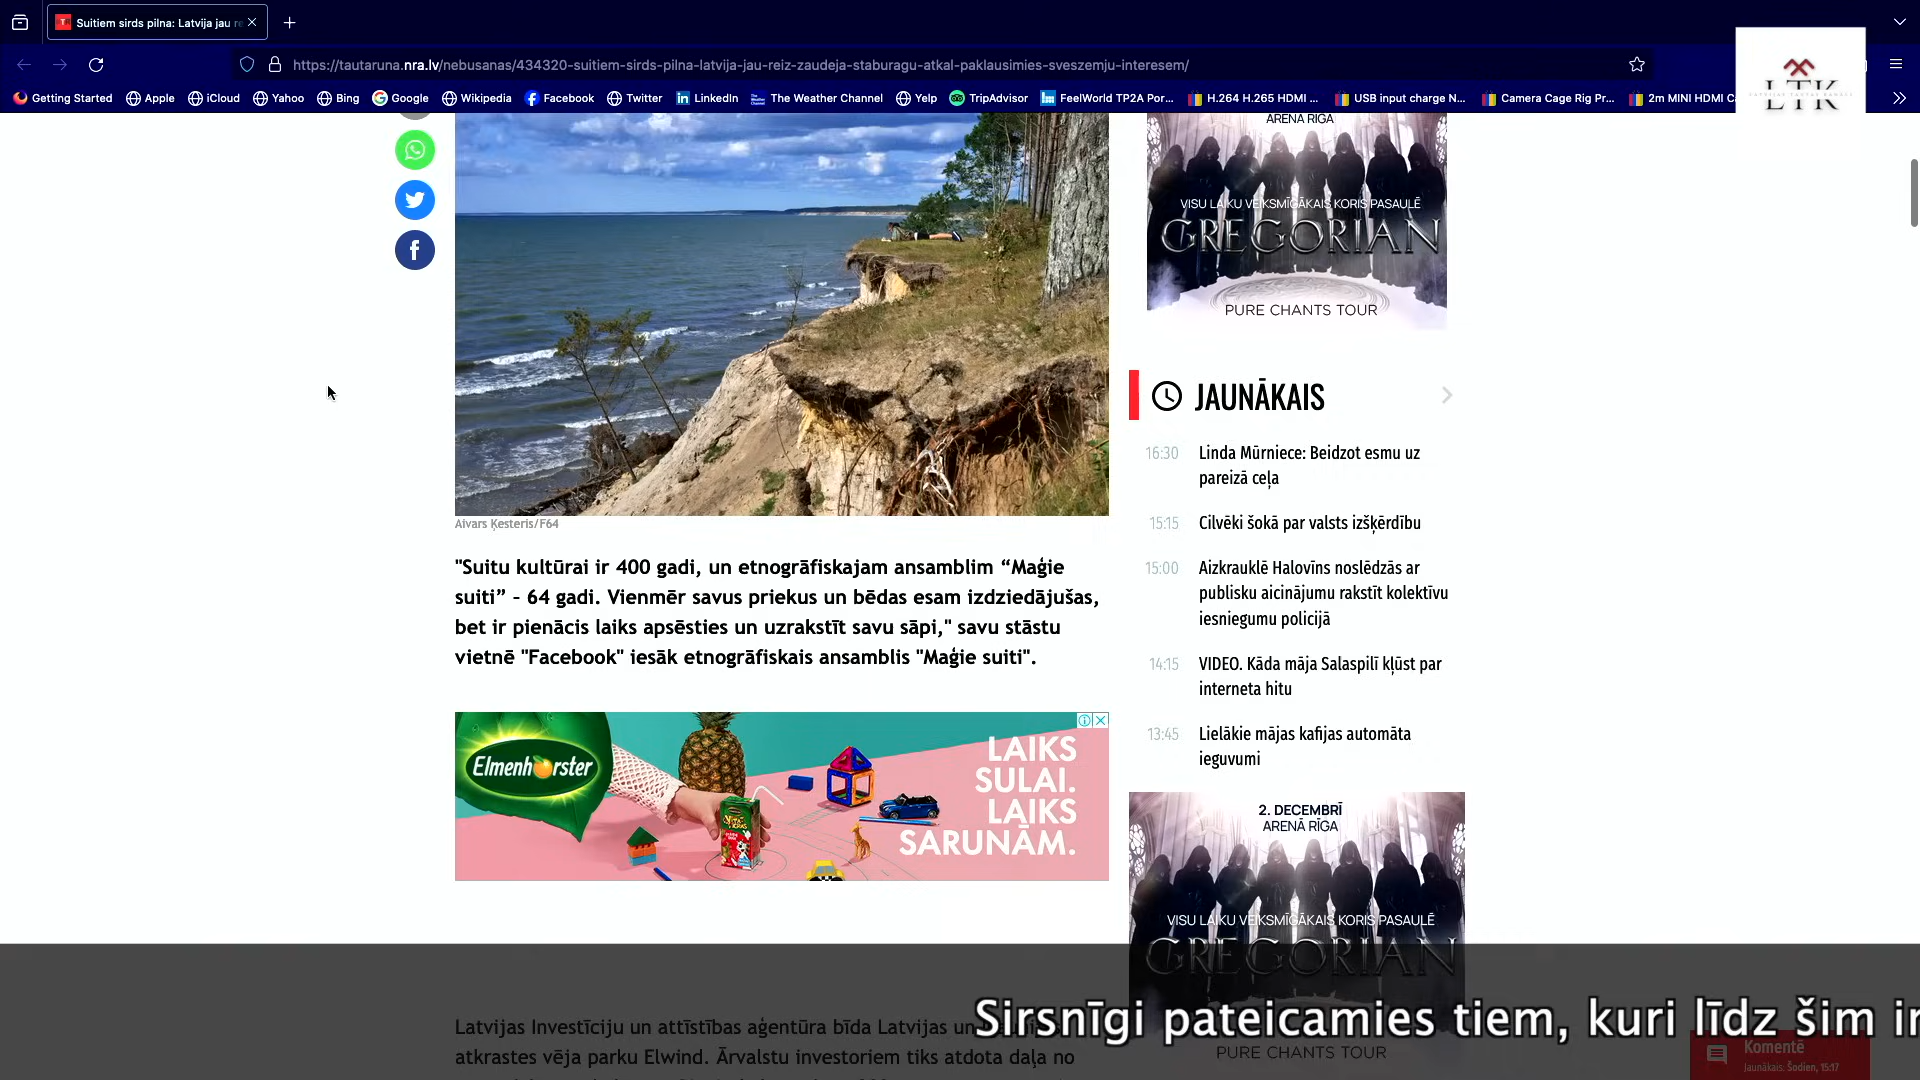 Suitiem sirds pilna: Latvija jau re
https://tautaruna.nra.lv/nebusanas/434320-suitiem-sirds-pilna-latvija-jau-reiz-zaudeja-staburagu-atkal-paklausimies-sveszemju-interesem/
Getting Started Apple iCloud Yahoo Bing Google Wikipedia Facebook Twitter LinkedIn The Weather Channel Yelp TripAdvisor FeelWorld TP2A Por... H.264 H.265 HDMI ... USB input charge N... Camera Cage Rig Pr... 2m MINI HDMI C
LTK
ARENA RIGA
VISU LAIKU VEIKSMĪGĀKAIS KORIS PASAULĒ
GREGORIAN
PURE CHANTS TOUR
Aivars Ķesteris/F64
"Suitu kultūrai ir 400 gadi, un etnogrāfiskajam ansamblim “Maģie
suiti” – 64 gadi. Vienmēr savus priekus un bēdas esam izdziedājušas,
bet ir pienācis laiks apsēsties un uzrakstīt savu sāpi," savu stāstu
vietnē "Facebook" iesāk etnogrāfiskais ansamblis "Maģie suiti".
JAUNĀKAIS
16:30 Linda Mūrniece: Beidzot esmu uz
pareizā ceļa
15:15 Cilvēki šokā par valsts izšķērdību
15:00 Aizkrauklē Halovīns noslēdzās ar
publisku aicinājumu rakstīt kolektīvu
iesniegumu policijā
14:15 VIDEO. Kāda māja Salaspilī kļūst par
interneta hitu
13:45 Lielākie mājas kafijas automāta
ieguvumi
Elmenhorster
LAIKS
SULAI.
LAIKS
SARUNĀM.
2. DECEMBRĪ
ARENĀ RĪGA
VISU LAIKU VEIKSMĪGĀKAIS KORIS PASAULĒ
GREGORIAN
PURE CHANTS TOUR
Latvijas Investīciju un attīstības aģentūra bīda Latvijas un
atkrastes vēja parku Elwind. Ārvalstu investoriem tiks atdota daļa no
Sirsnīgi pateicamies tiem, kuri līdz šim ir
Komentē
Jaunākais: Šodien, 15:17